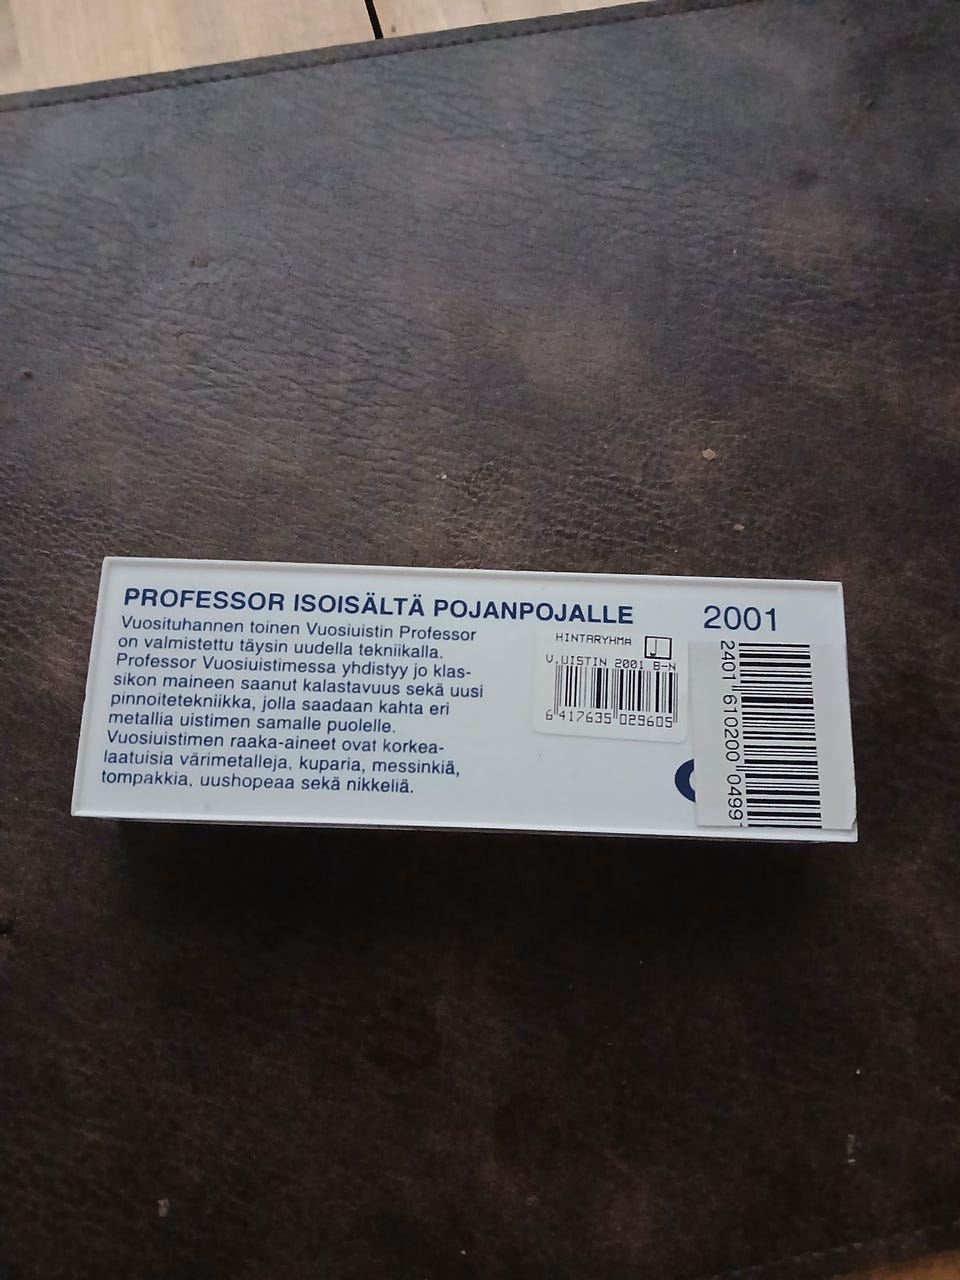 PROFESSOR ISOISÄLTÄ POJANPOJALLE
2001
Vuosituhannen toinen Vuosiuistin Professor
on valmistettu täysin uudella tekniikalla.
Professor Vuosiuistimessa yhdistyy jo klas-
sikon maineen saanut kalastavuus sekä uusi
pinnoitetekniikka, jolla saadaan kahta eri
metallia uistimen samalle puolelle.
Vuosiuistimen raaka-aineet ovat korkea-
laatuisia värimetalleja, kuparia, messinkiä,
tompakkia, uushopeaa sekä nikkeliä.
HINTARYHMA J
V.UISTIN 2001 B-N
6 417635 029605
2401 610200 0499